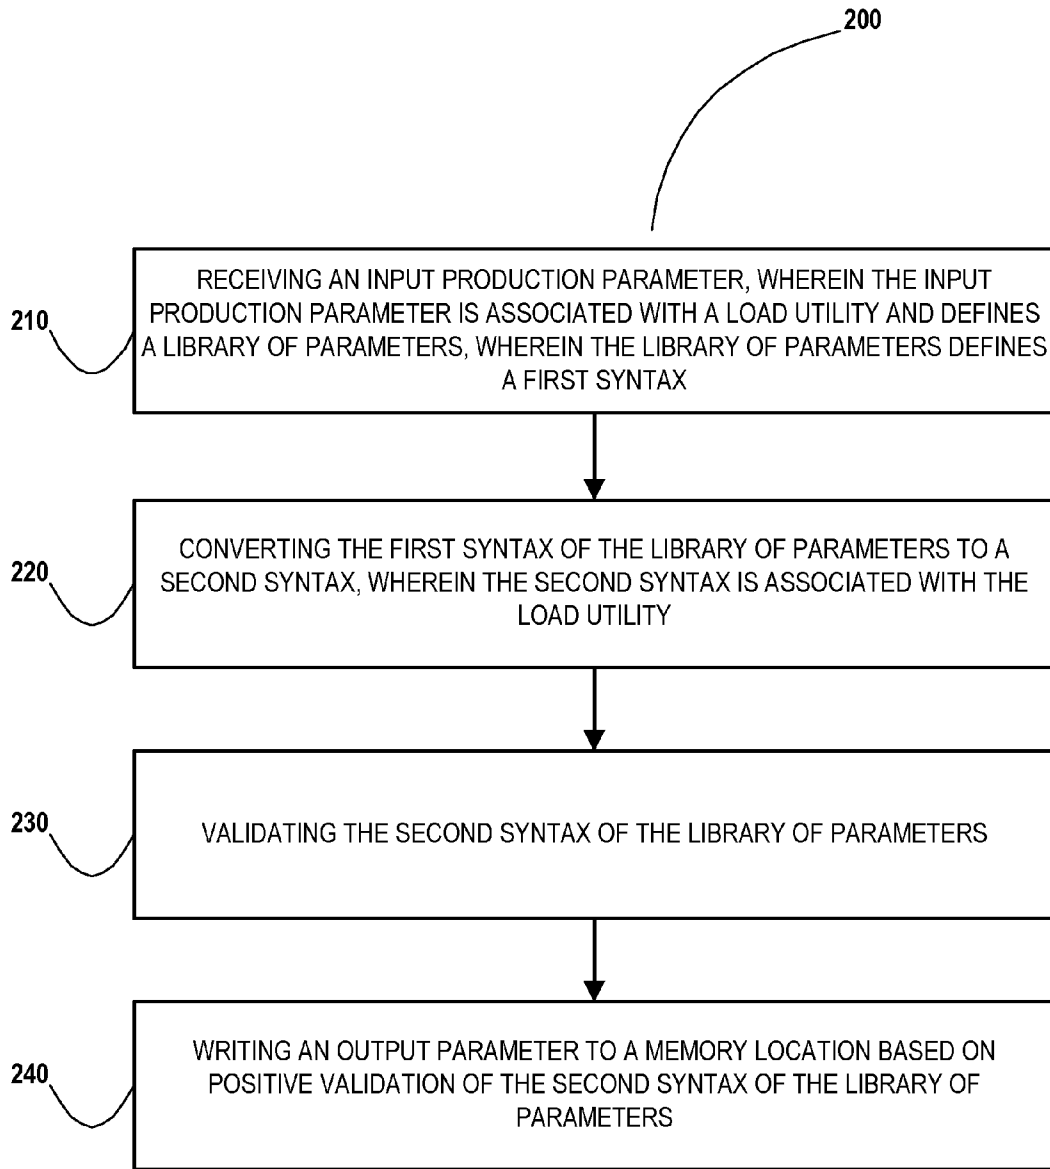 200
210
RECEIVING AN INPUT PRODUCTION PARAMETER, WHEREIN THE INPUT
PRODUCTION PARAMETER IS ASSOCIATED WITH A LOAD UTILITY AND DEFINES
A LIBRARY OF PARAMETERS, WHEREIN THE LIBRARY OF PARAMETERS DEFINES
A FIRST SYNTAX
220
CONVERTING THE FIRST SYNTAX OF THE LIBRARY OF PARAMETERS TO A
SECOND SYNTAX, WHEREIN THE SECOND SYNTAX IS ASSOCIATED WITH THE
LOAD UTILITY
230
VALIDATING THE SECOND SYNTAX OF THE LIBRARY OF PARAMETERS
240
WRITING AN OUTPUT PARAMETER TO A MEMORY LOCATION BASED ON
POSITIVE VALIDATION OF THE SECOND SYNTAX OF THE LIBRARY OF
PARAMETERS